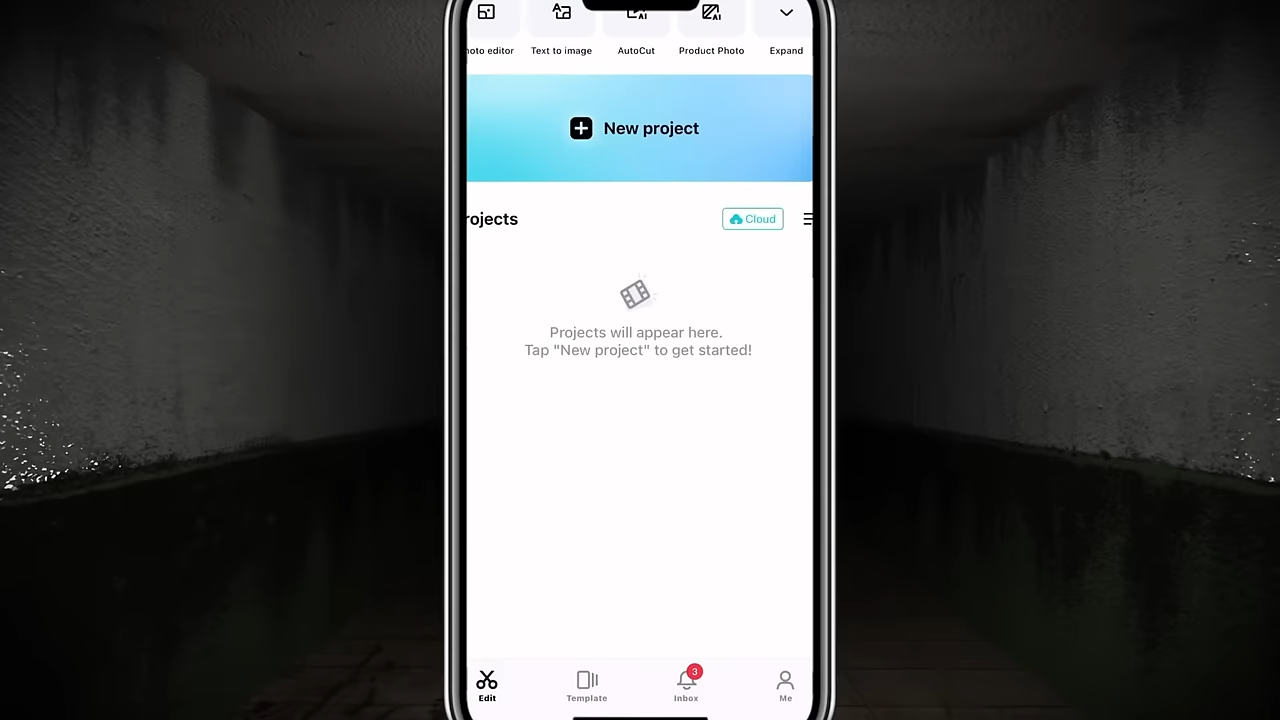 hoto editor Text to image AutoCut Product Photo Expand
New project
rojects Cloud
Projects will appear here.
Tap "New project" to get started!
3
Edit Template Inbox Me